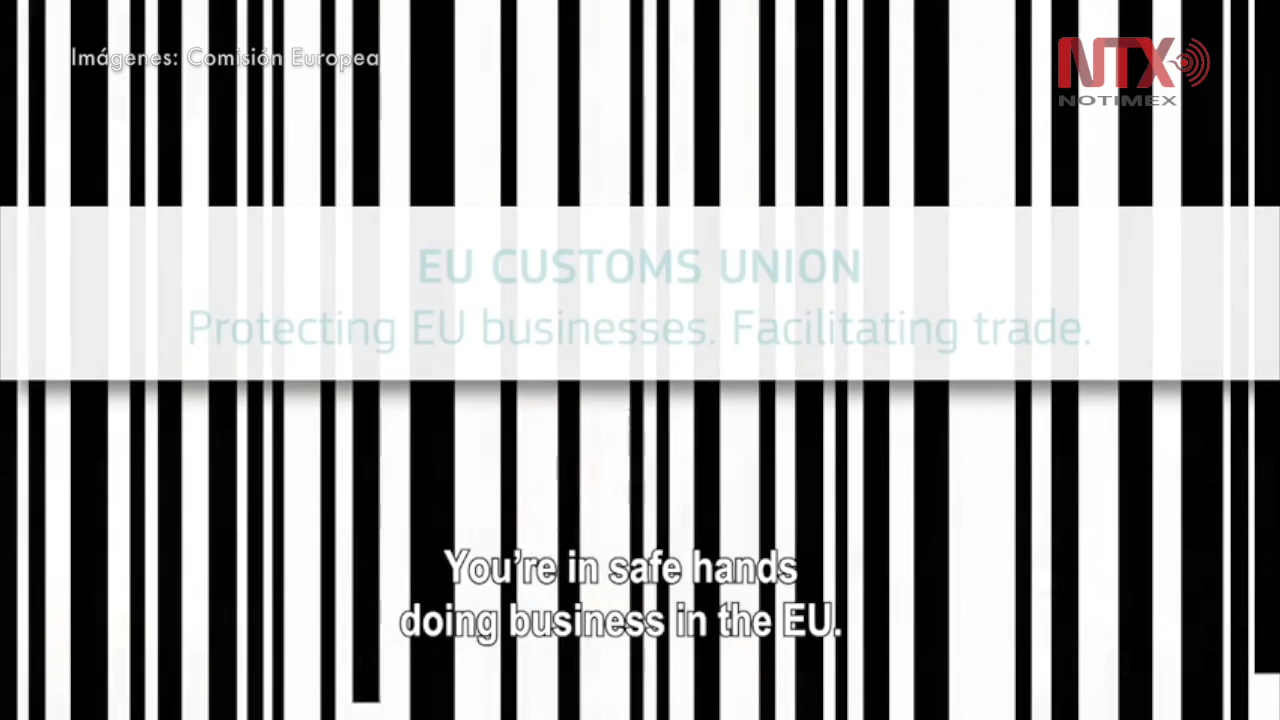 Imágenes: Comisión Europea
NTX
NOTIMEX
EU CUSTOMS UNION
Protecting EU businesses. Facilitating trade.
You’re in safe hands
doing business in the EU.